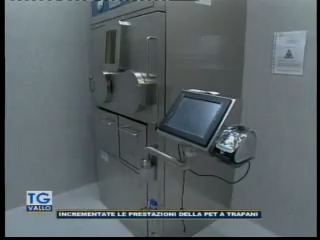 TG
VALLO
INCREMENTATE LE PRESTAZIONI DELLA PET A TRAPANI